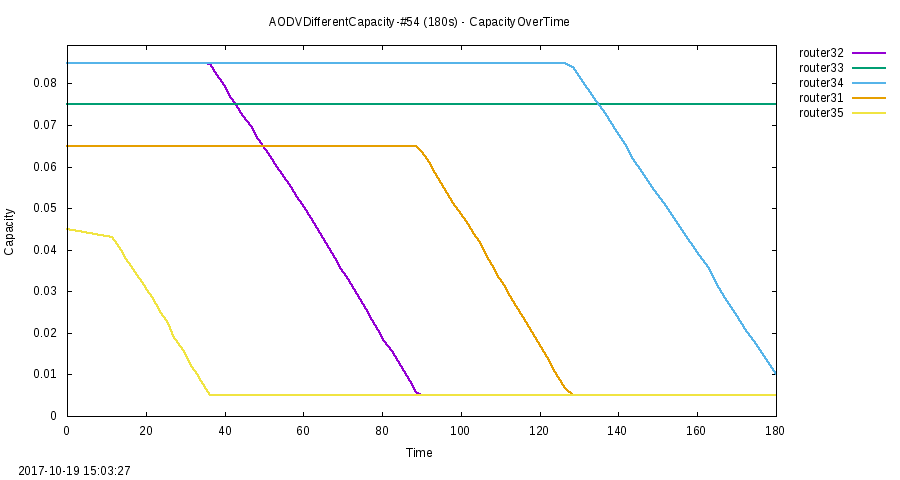 AODVDifferentCapacity-#54 (180s) - CapacityOverTime
router32
router33
router34
router31
router35
0.08
0.07
0.06
0.05
0.04
0.03
0.02
0.01
0
Capacity
0 20 40 60 80 100 120 140 160 180
Time
2017-10-19 15:03:27